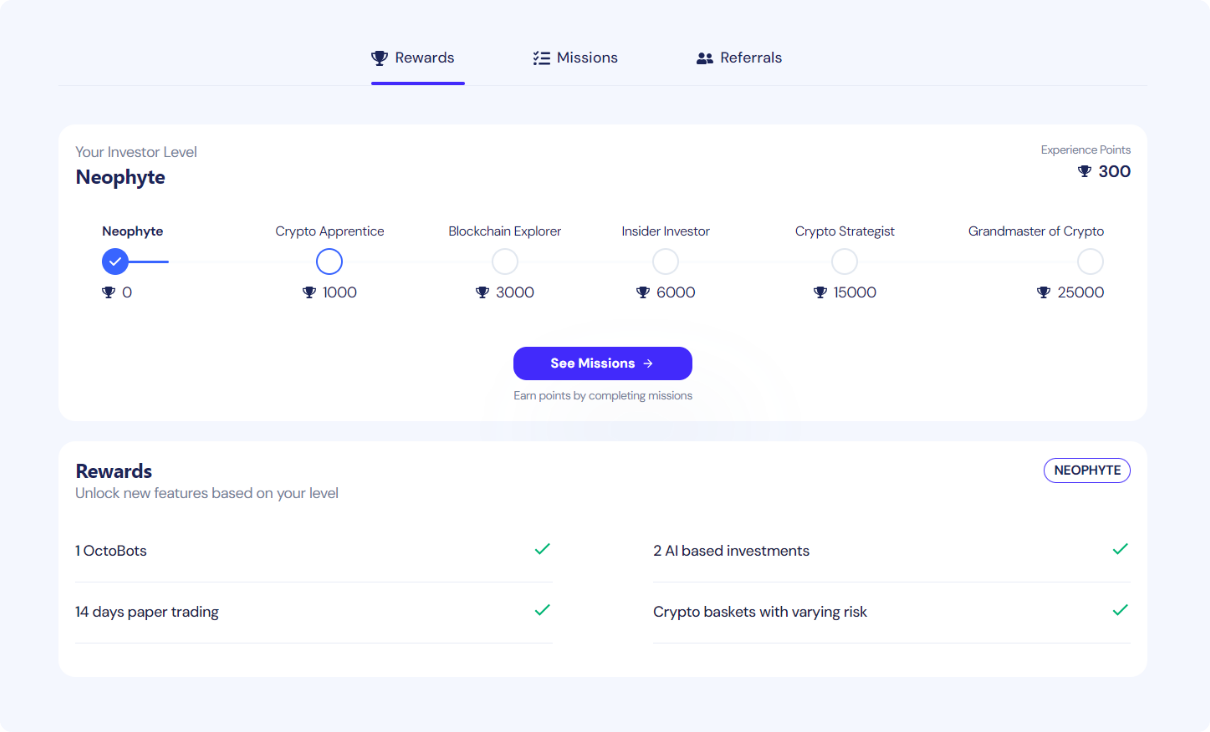 Rewards
Missions
Referrals
Your Investor Level
Neophyte
Experience Points
300
Neophyte
Crypto Apprentice
Blockchain Explorer
Insider Investor
Crypto Strategist
Grandmaster of Crypto
0
1000
3000
6000
15000
25000
See Missions →
Earn points by completing missions
Rewards
NEOPHYTE
Unlock new features based on your level
1 OctoBots
2 AI based investments
14 days paper trading
Crypto baskets with varying risk